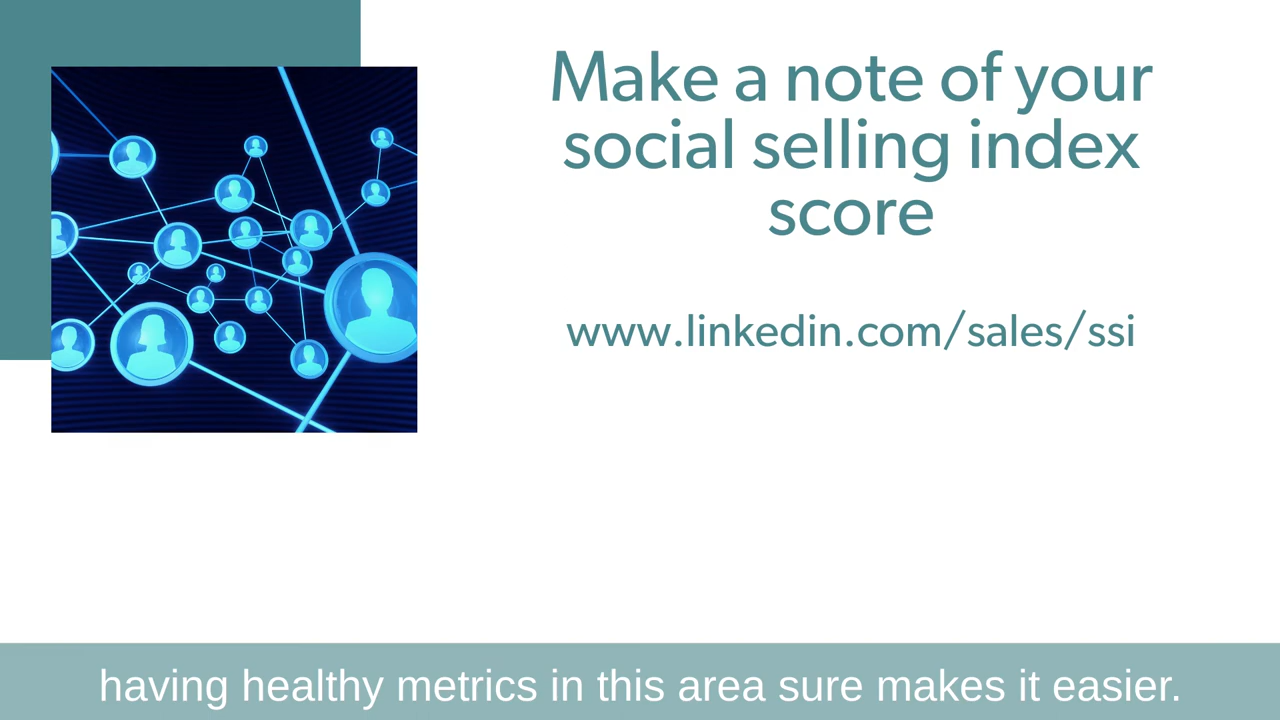 Make a note of your
social selling index
score
www.linkedin.com/sales/ssi
having healthy metrics in this area sure makes it easier.